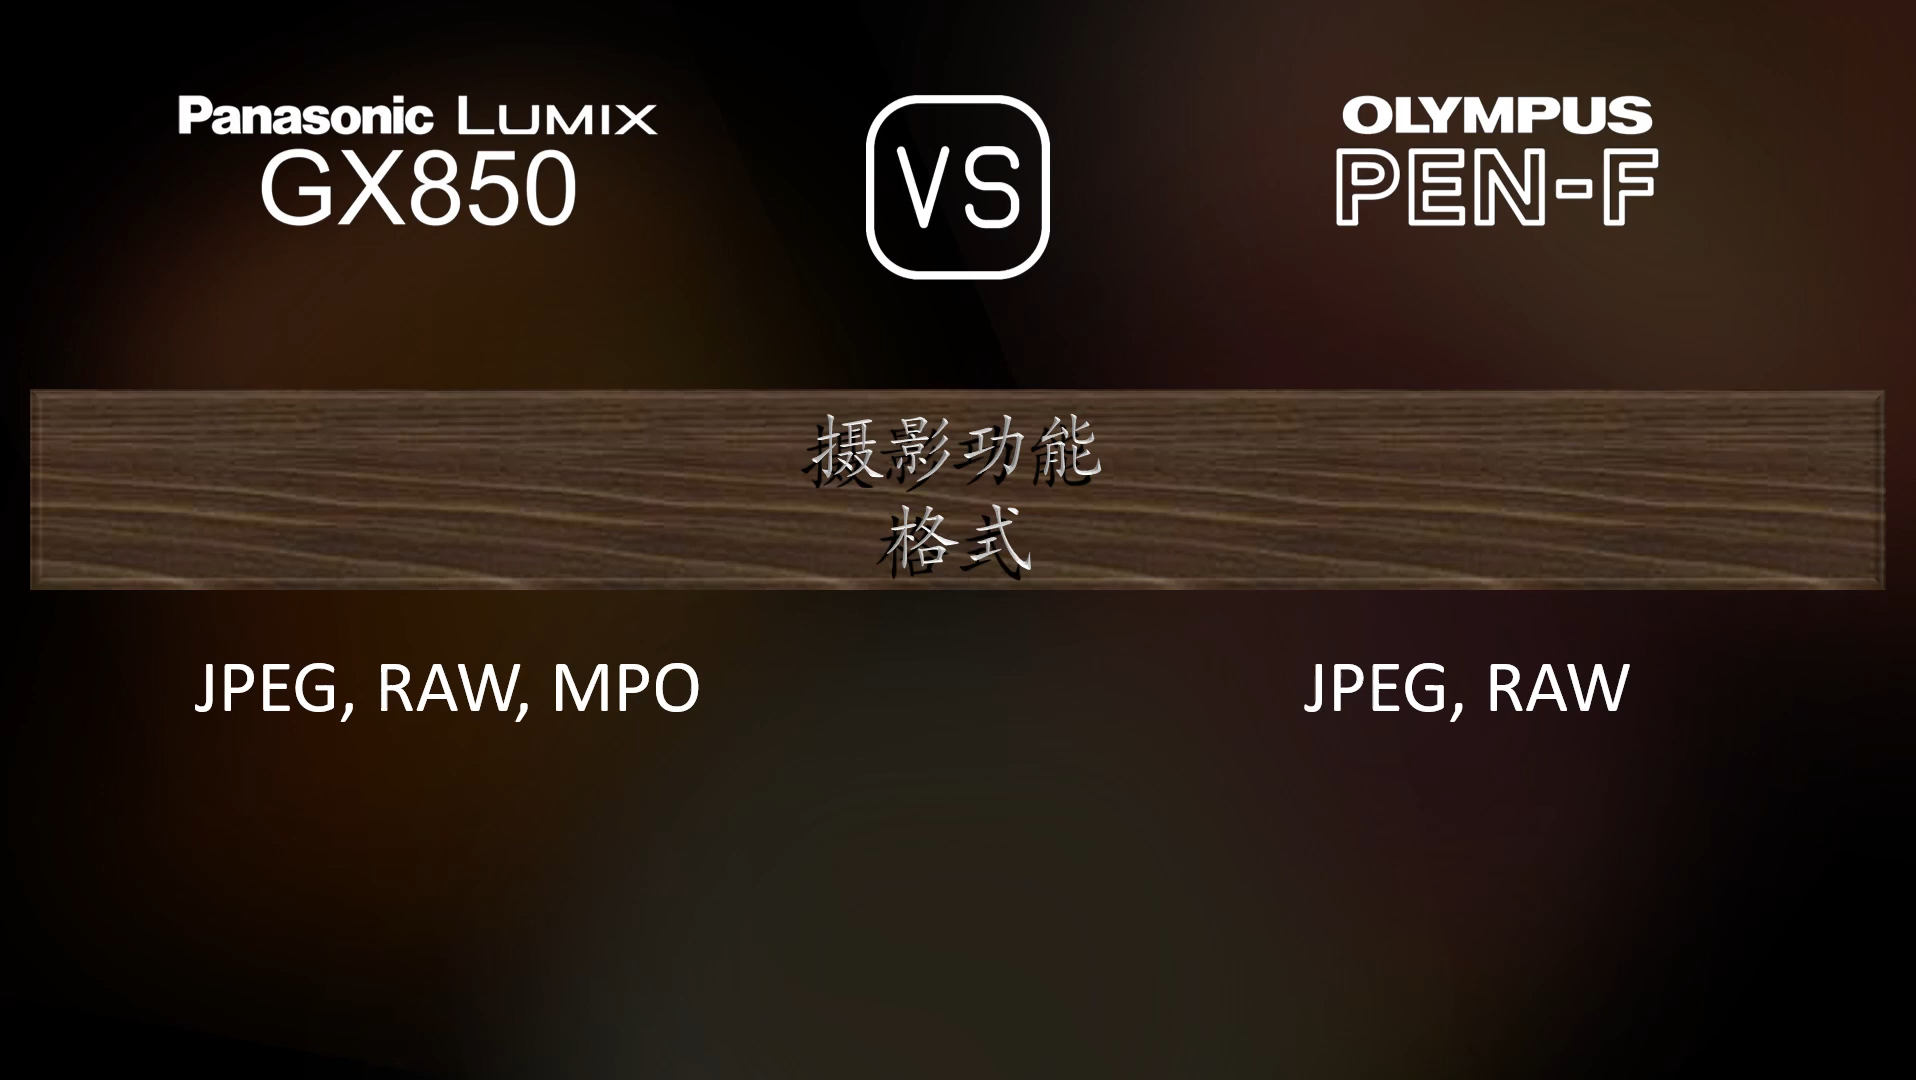 Panasonic LUMIX
GX850
VS
OLYMPUS
PEN-F
摄影功能
格式
JPEG, RAW, MPO
JPEG, RAW